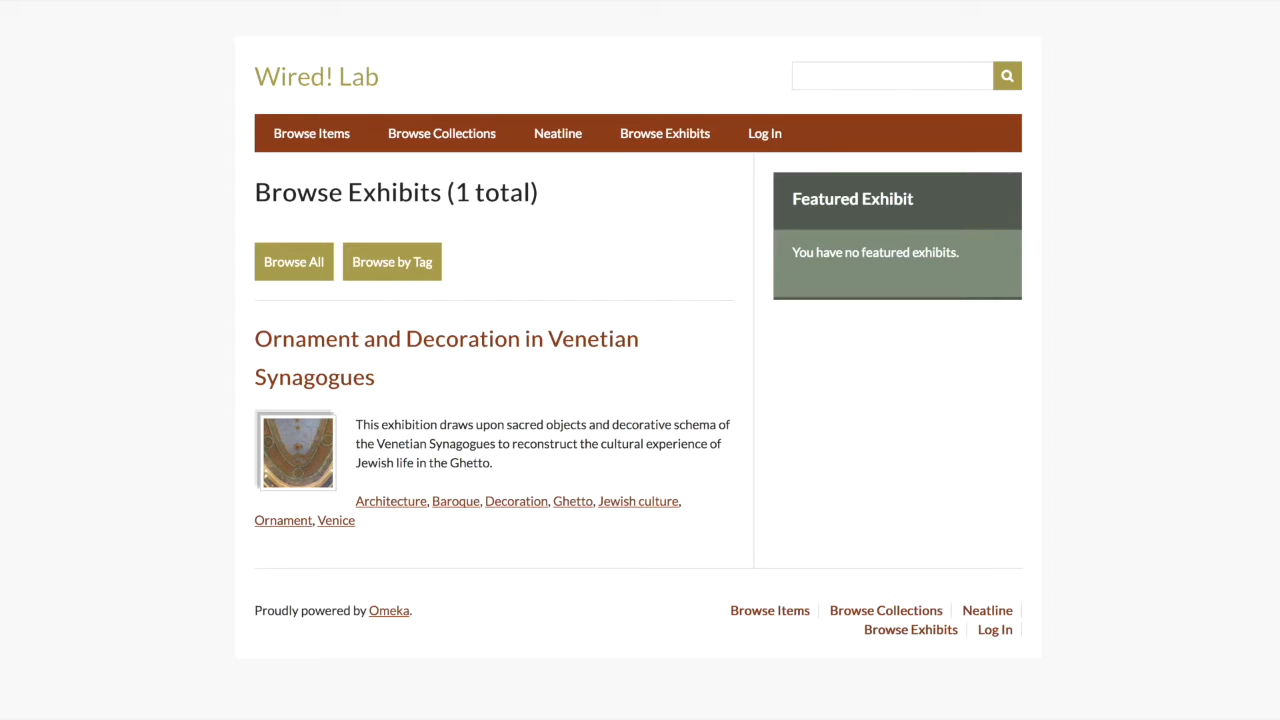 Wired! Lab
Browse Items Browse Collections Neatline Browse Exhibits Log In
Browse Exhibits (1 total)
Browse All Browse by Tag
Ornament and Decoration in Venetian
Synagogues
This exhibition draws upon sacred objects and decorative schema of
the Venetian Synagogues to reconstruct the cultural experience of
Jewish life in the Ghetto.
Architecture, Baroque, Decoration, Ghetto, Jewish culture,
Ornament, Venice
Featured Exhibit
You have no featured exhibits.
Proudly powered by Omeka.
Browse Items Browse Collections Neatline
Browse Exhibits Log In